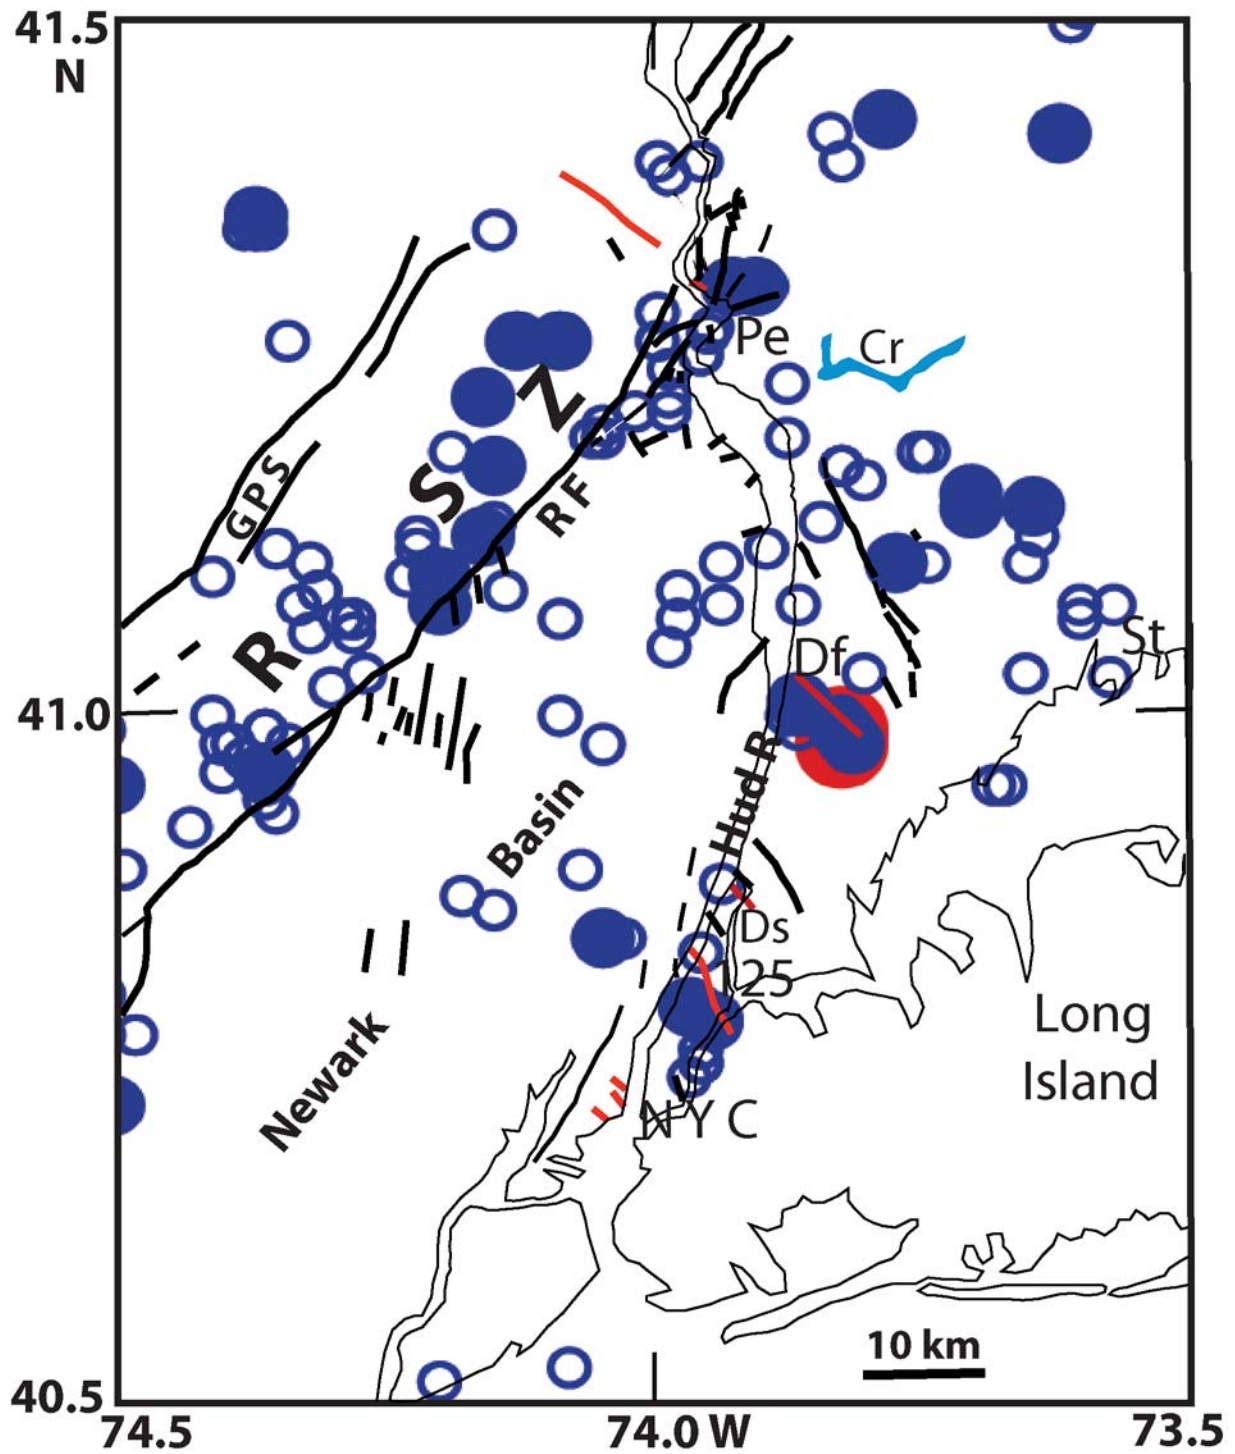 41.5
N
Pe
Cr
Z
S
GPS
RF
R
St
Df
41.0
Hud R
Basin
Ds
125
Long
Island
Newark
NYC
10 km
40.5
74.5
74.0 W
73.5